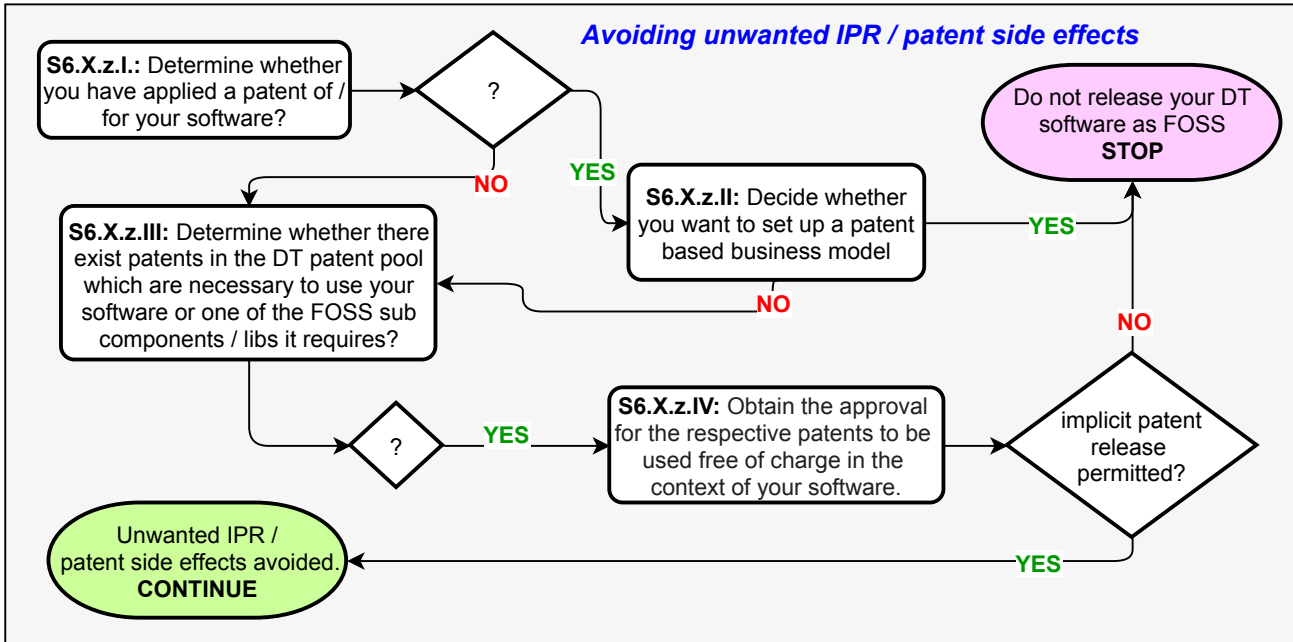 Avoiding unwanted IPR / patent side effects
S6.X.z.I.: Determine whether
you have applied a patent of /
for your software?
?
Do not release your DT
software as FOSS
STOP
YES
NO
S6.X.z.II: Decide whether
you want to set up a patent
based business model
YES
S6.X.z.III: Determine whether there
exist patents in the DT patent pool
which are necessary to use your
software or one of the FOSS sub
components / libs it requires?
NO
NO
?
YES
S6.X.z.IV: Obtain the approval
for the respective patents to be
used free of charge in the
context of your software.
implicit patent
release
permitted?
Unwanted IPR /
patent side effects avoided.
CONTINUE
YES